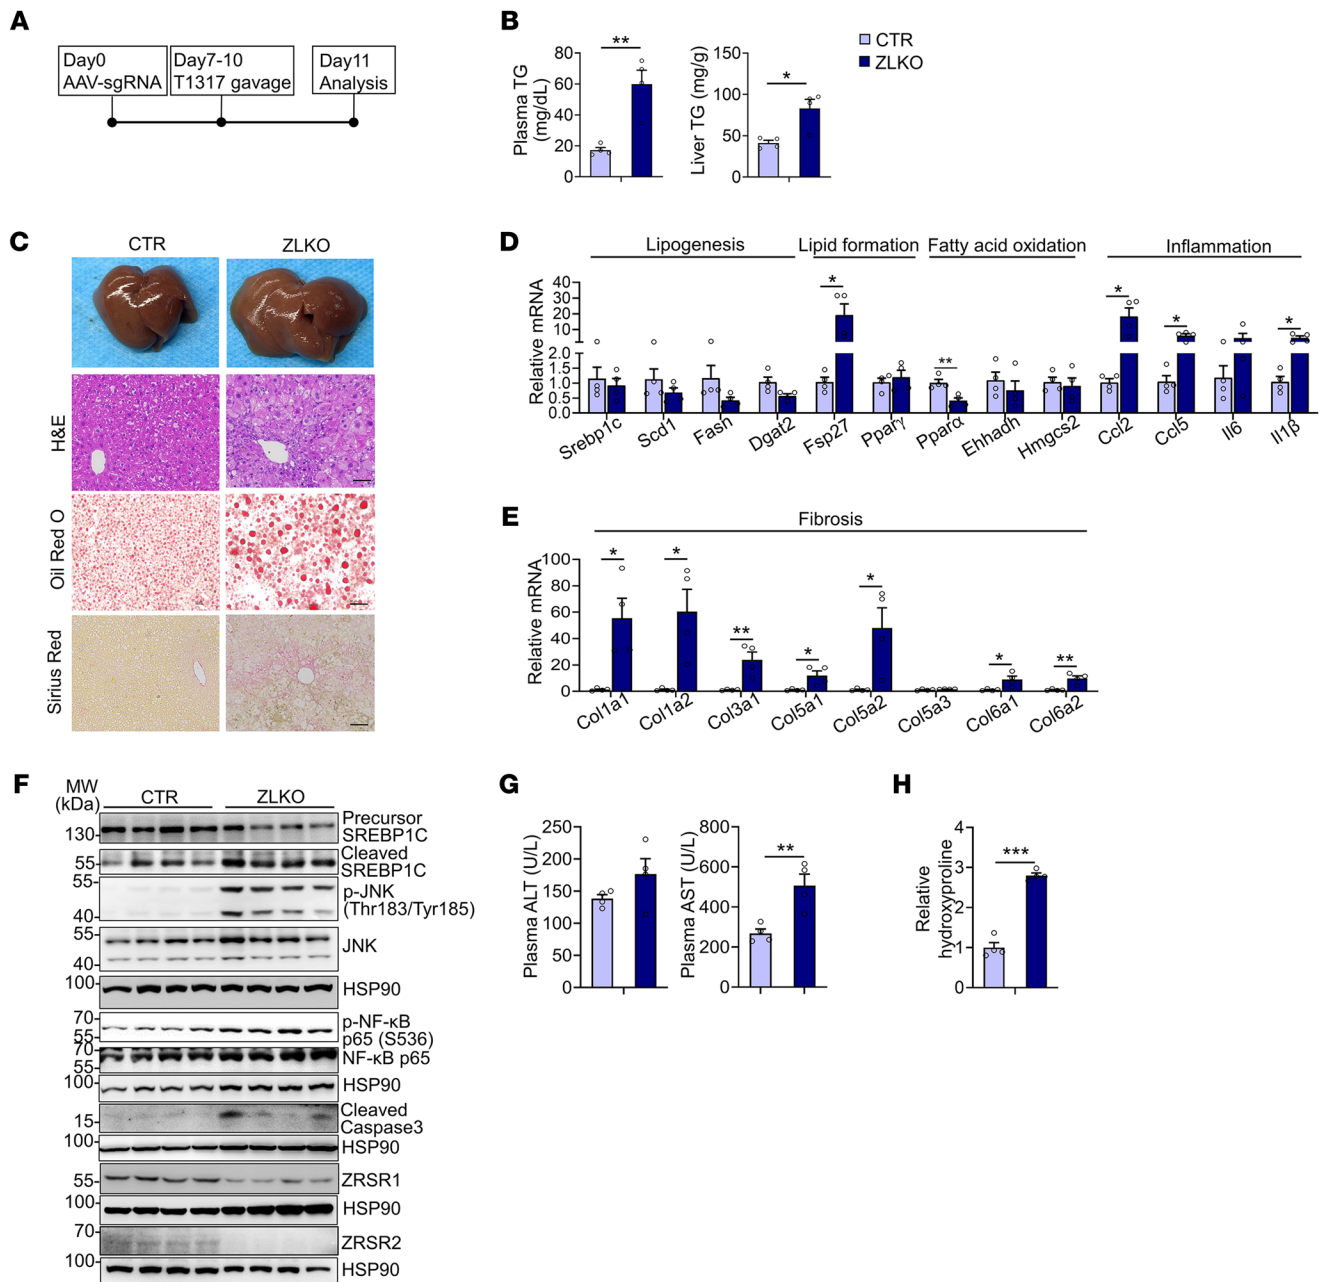 A
Day0
AAV-sgRNA
Day7-10
T1317 gavage
Day11
Analysis
B
Plasma TG
(mg/dL)
80
60
40
20
0
**
Liver TG (mg/g)
150
100
50
0
*
CTR
ZLKO
C
CTR
ZLKO
H&E
Oil Red O
Sirius Red
D
Lipogenesis
Lipid formation
Fatty acid oxidation
Inflammation
Relative mRNA
40
30
20
10
2.0
1.5
1.0
0.5
0.0
*
**
*
*
*
Srebp1c
Scd1
Fasn
Dgat2
Fsp27
Pparγ
Pparα
Ehhadh
Hmgcs2
Ccl2
Ccl5
Il6
Il1β
E
Fibrosis
Relative mRNA
100
80
60
40
20
0
*
*
**
*
*
*
**
Col1a1
Col1a2
Col3a1
Col5a1
Col5a2
Col5a3
Col6a1
Col6a2
F
MW
(kDa)
CTR
ZLKO
130
Precursor
SREBP1C
55
Cleaved
SREBP1C
55
40
p-JNK
(Thr183/Tyr185)
55
40
JNK
100
HSP90
70
55
p-NF-κB
p65 (S536)
70
55
NF-κB p65
100
HSP90
15
Cleaved
Caspase3
100
HSP90
55
ZRSR1
100
HSP90
70
ZRSR2
100
HSP90
G
Plasma ALT (U/L)
250
200
150
100
50
0
Plasma AST (U/L)
800
600
400
200
0
**
H
Relative
hydroxyproline
4
3
2
1
0
***